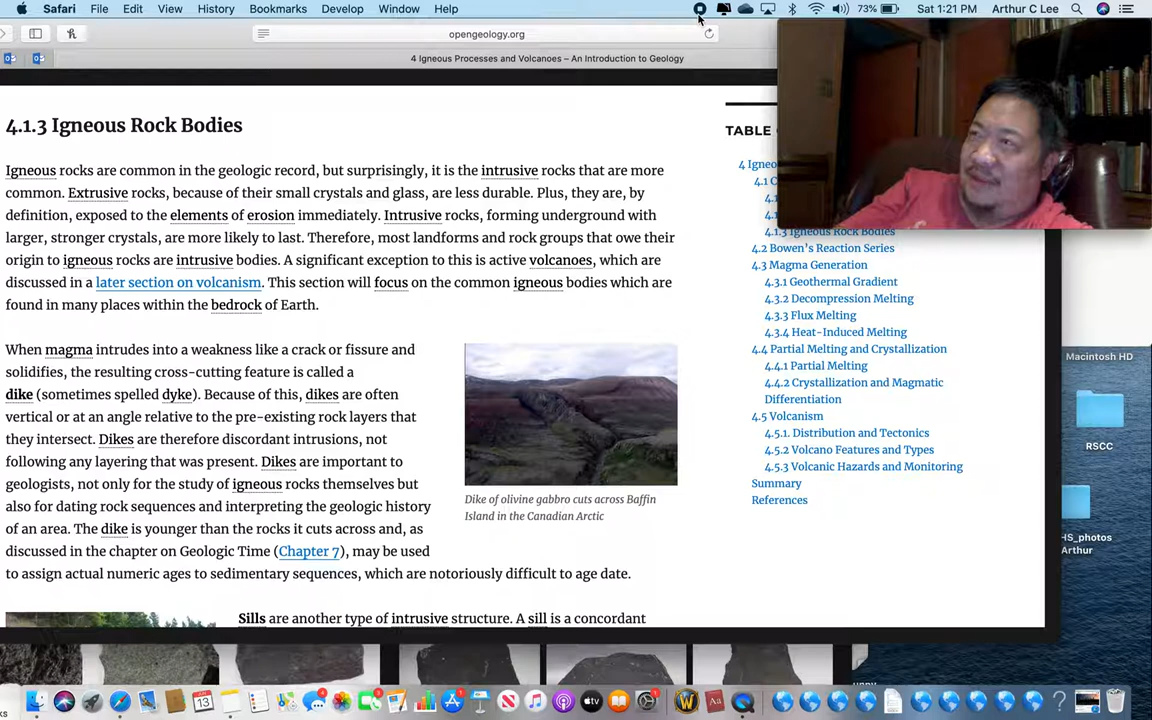 Safari File Edit View History Bookmarks Develop Window Help 73% Sat 1:21 PM Arthur C Lee
opengeology.org
4 Igneous Processes and Volcanoes – An Introduction to Geology
4.1.3 Igneous Rock Bodies
Igneous rocks are common in the geologic record, but surprisingly, it is the intrusive rocks that are more
common. Extrusive rocks, because of their small crystals and glass, are less durable. Plus, they are, by
definition, exposed to the elements of erosion immediately. Intrusive rocks, forming underground with
larger, stronger crystals, are more likely to last. Therefore, most landforms and rock groups that owe their
origin to igneous rocks are intrusive bodies. A significant exception to this is active volcanoes, which are
discussed in a later section on volcanism. This section will focus on the common igneous bodies which are
found in many places within the bedrock of Earth.
When magma intrudes into a weakness like a crack or fissure and
solidifies, the resulting cross-cutting feature is called a
dike (sometimes spelled dyke). Because of this, dikes are often
vertical or at an angle relative to the pre-existing rock layers that
they intersect. Dikes are therefore discordant intrusions, not
following any layering that was present. Dikes are important to
geologists, not only for the study of igneous rocks themselves but
also for dating rock sequences and interpreting the geologic history
of an area. The dike is younger than the rocks it cuts across and, as
discussed in the chapter on Geologic Time (Chapter 7), may be used
to assign actual numeric ages to sedimentary sequences, which are notoriously difficult to age date.
Dike of olivine gabbro cuts across Baffin
Island in the Canadian Arctic
Sills are another type of intrusive structure. A sill is a concordant
TABLE
4 Igneo
4.1 C
4.1
4.1
4.1.3 Igneous Rock Bodies
4.2 Bowen's Reaction Series
4.3 Magma Generation
4.3.1 Geothermal Gradient
4.3.2 Decompression Melting
4.3.3 Flux Melting
4.3.4 Heat-Induced Melting
4.4 Partial Melting and Crystallization
4.4.1 Partial Melting
4.4.2 Crystallization and Magmatic
Differentiation
4.5 Volcanism
4.5.1. Distribution and Tectonics
4.5.2 Volcano Features and Types
4.5.3 Volcanic Hazards and Monitoring
Summary
References
Macintosh HD
RSCC
HS_photos
Arthur
13